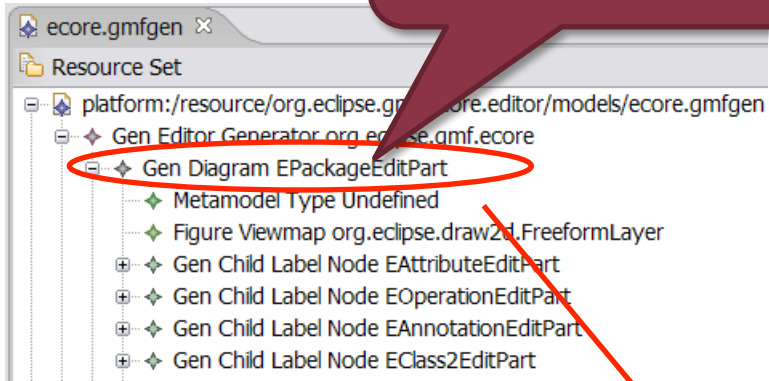 ecore.gmfgen
Resource Set
platform:/resource/org.eclipse.g ore.editor/models/ecore.gmfgen
Gen Editor Generator org.eclipse.gmf.ecore
Gen Diagram EPackageEditPart
Metamodel Type Undefined
Figure Viewmap org.eclipse.draw2d.FreeformLayer
Gen Child Label Node EAttributeEditPart
Gen Child Label Node EOperationEditPart
Gen Child Label Node EAnnotationEditPart
Gen Child Label Node EClass2EditPart